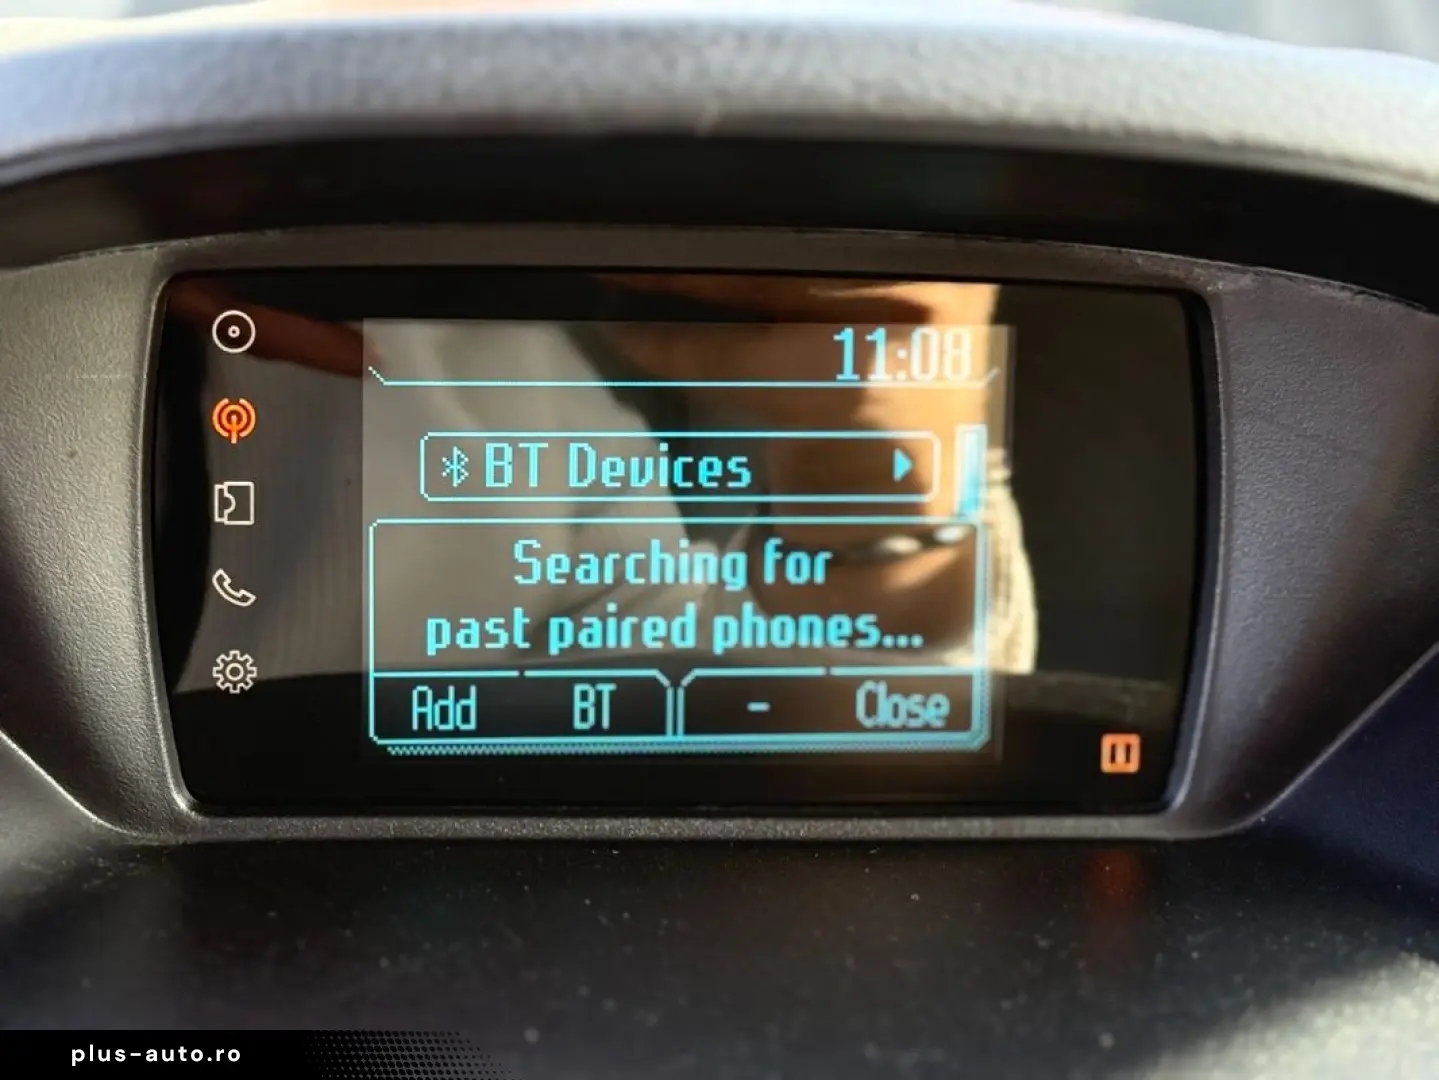 11:08
BT Devices
Searching for
past paired phones...
Add BT - Close
plus-auto.ro